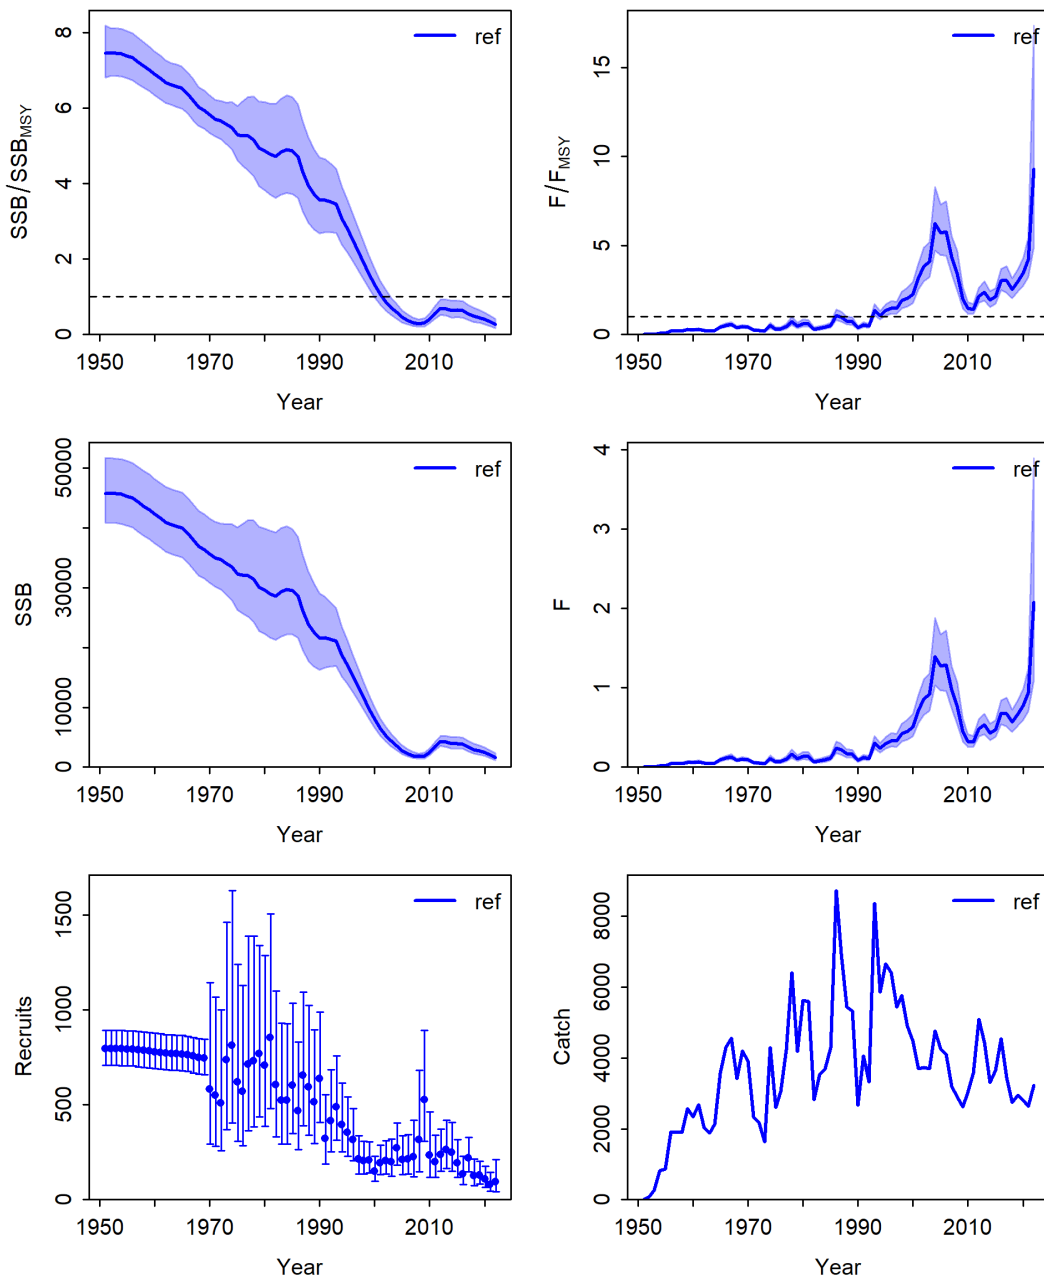 ref
SSB/SSB_MSY
0 2 4 6 8
1950 1970 1990 2010
Year
ref
F/F_MSY
0 5 10 15
1950 1970 1990 2010
Year
ref
SSB
0 10000 30000 50000
1950 1970 1990 2010
Year
ref
F
0 1 2 3 4
1950 1970 1990 2010
Year
ref
Recruits
0 500 1000 1500
1950 1970 1990 2010
Year
ref
Catch
0 2000 4000 6000 8000
1950 1970 1990 2010
Year